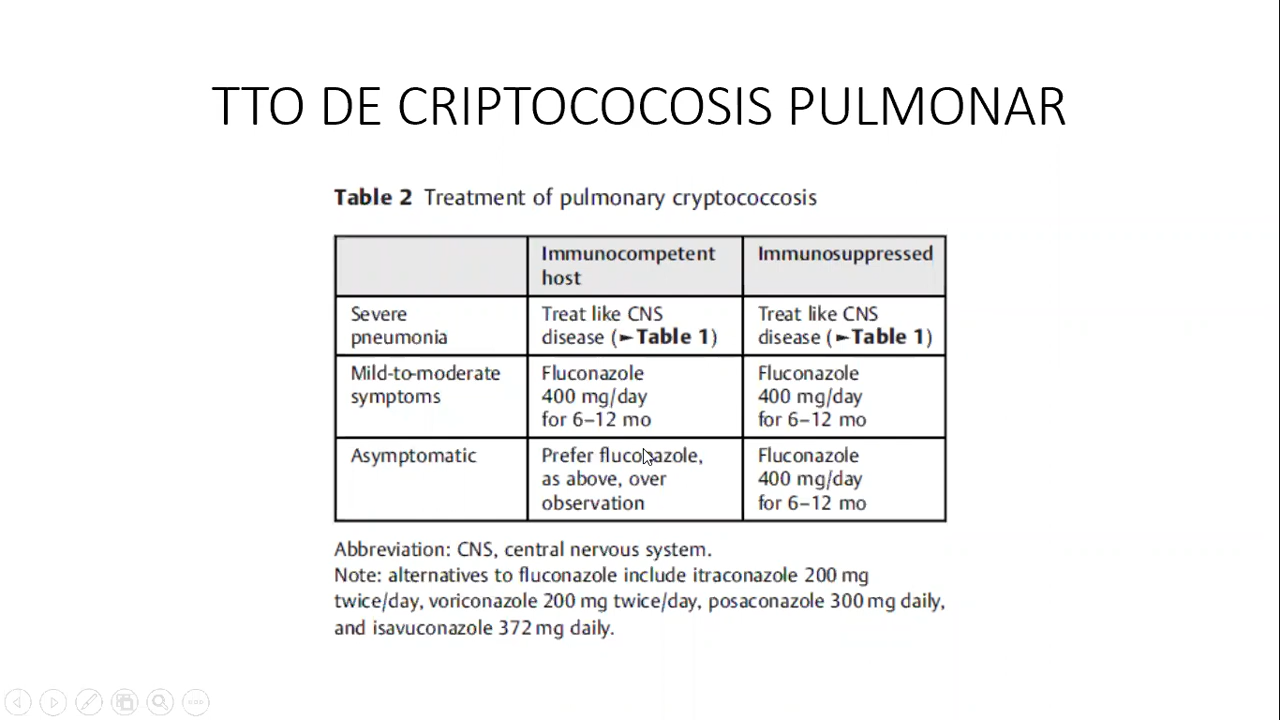 TTO DE CRIPTOCOCOSIS PULMONAR
Table 2 Treatment of pulmonary cryptococcosis
Immunocompetent host
Immunosuppressed
Severe pneumonia
Treat like CNS disease (►Table 1)
Treat like CNS disease (►Table 1)
Mild-to-moderate symptoms
Fluconazole 400 mg/day for 6–12 mo
Fluconazole 400 mg/day for 6–12 mo
Asymptomatic
Prefer fluconazole, as above, over observation
Fluconazole 400 mg/day for 6–12 mo
Abbreviation: CNS, central nervous system.
Note: alternatives to fluconazole include itraconazole 200 mg
twice/day, voriconazole 200 mg twice/day, posaconazole 300 mg daily,
and isavuconazole 372 mg daily.